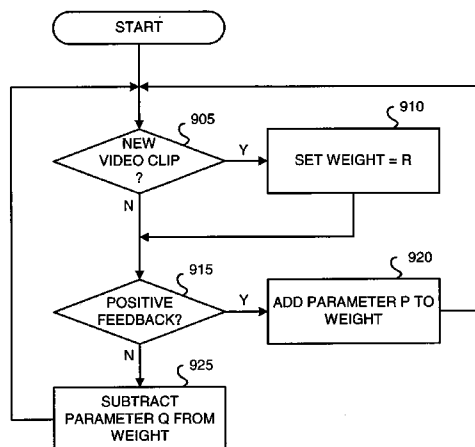 START
905
NEW
VIDEO CLIP
?
Y
910
SET WEIGHT = R
N
915
POSITIVE
FEEDBACK?
Y
920
ADD PARAMETER P TO
WEIGHT
N
925
SUBTRACT
PARAMETER Q FROM
WEIGHT